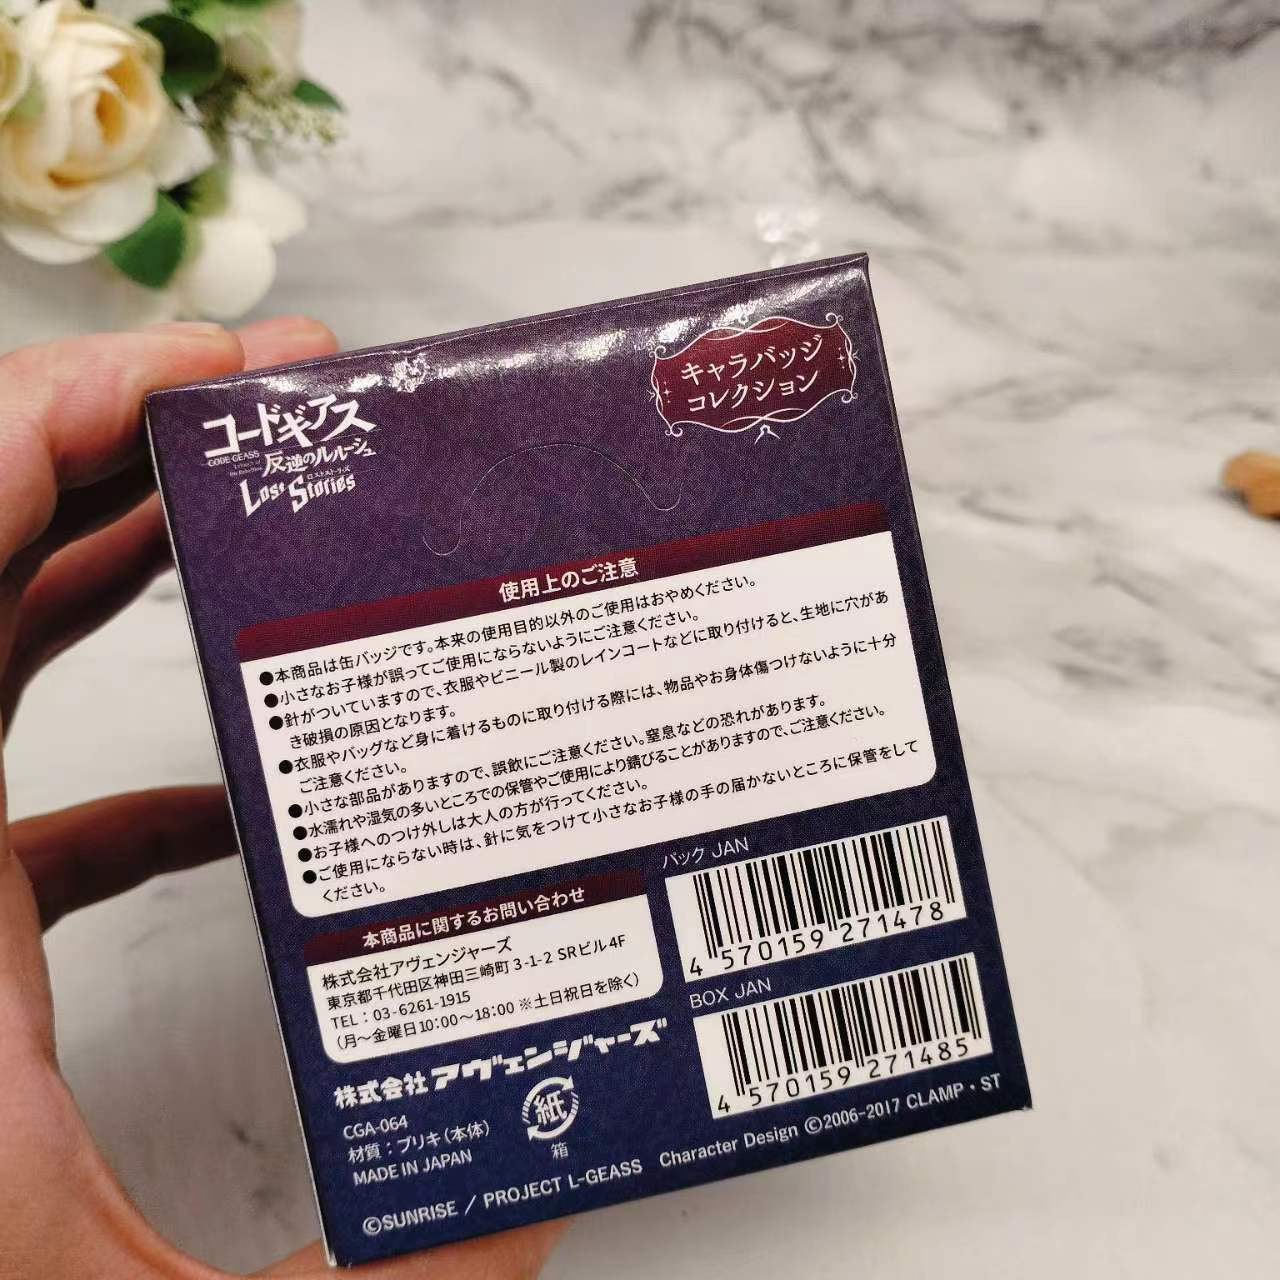 コードギアス
CODE GEASS
反逆のルルーシュ
ロストストーリーズ
Lost Stories
キャラバッジ
コレクション
使用上のご注意
●本商品は缶バッジです。本来の使用目的以外のご使用はおやめください。
●小さなお子様が誤ってご使用にならないようにご注意ください。
●針がついていますので、衣服やビニール製のレインコートなどに取り付けると、生地に穴があ
き破損の原因となります。
●衣服やバッグなど身に着けるものに取り付ける際には、物品やお身体傷つけないように十分
ご注意ください。
●小さな部品がありますので、誤飲にご注意ください。窒息などの恐れがあります。
●水濡れや湿気の多いところでの保管やご使用により錆びることがありますので、ご注意ください。
●お子様へのつけ外しは大人の方が行ってください。
●ご使用にならない時は、針に気をつけて小さなお子様の手の届かないところに保管をして
ください。
本商品に関するお問い合わせ
株式会社アヴェンジャーズ
東京都千代田区神田三崎町3-1-2 SRビル4F
TEL：03-6261-1915
(月〜金曜日10:00〜18:00 ※土日祝日を除く)
パック JAN
4 570159 271478
BOX JAN
4 570159 271485
株式会社アヴェンジャーズ
CGA-064
材質：ブリキ(本体)
MADE IN JAPAN
紙
箱
©SUNRISE / PROJECT L-GEASS Character Design ©2006-2017 CLAMP・ST